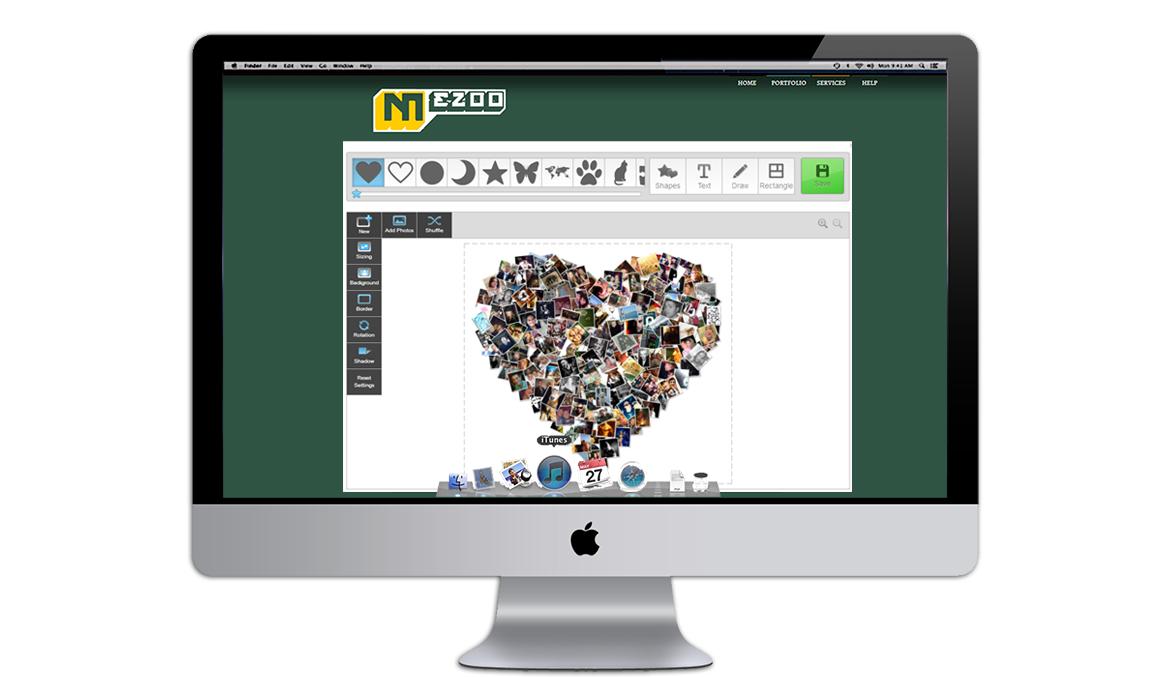 Finder File Edit View Go Window Help
Mon 9:41 AM
HOME PORTFOLIO SERVICES HELP
MEZOO
Shapes Text Draw Rectangle Save
New Add Photos Shuffle
Sizing
Background
Border
Rotation
Shadow
Reset
Settings
iTunes
MAY
27